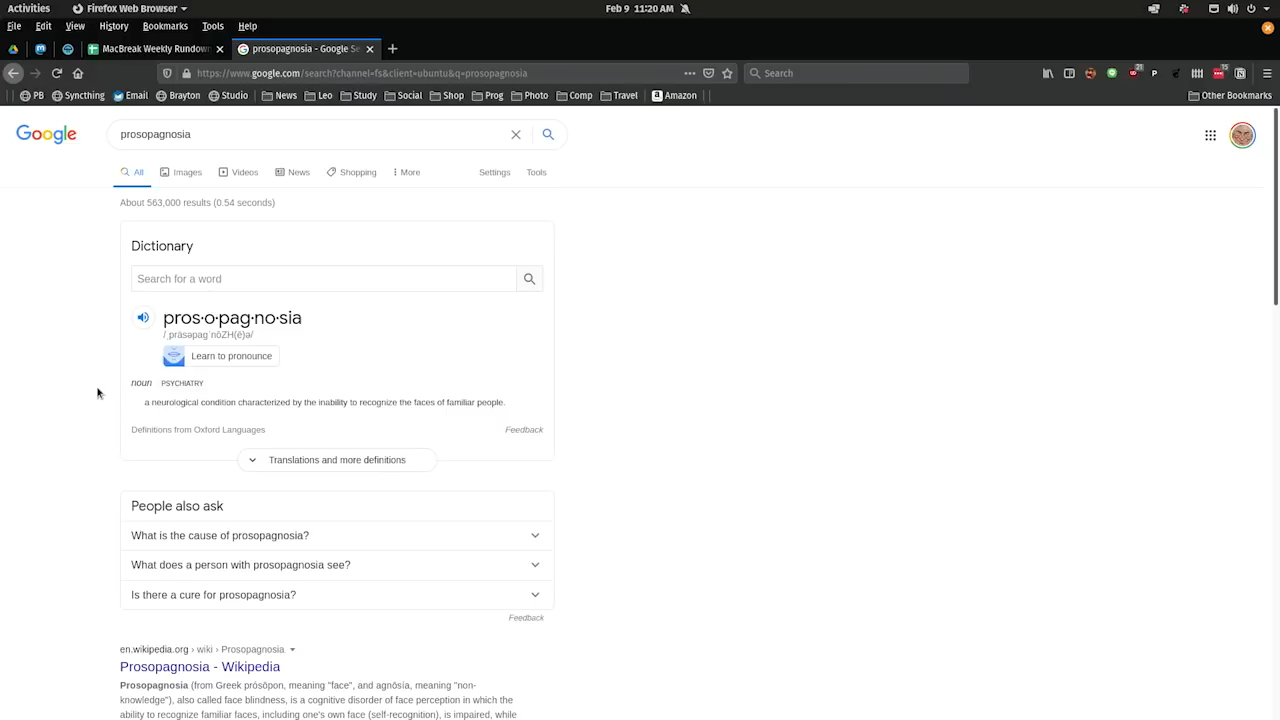 Activities Firefox Web Browser Feb 9 11:20 AM
File Edit View History Bookmarks Tools Help
MacBreak Weekly Rundown prosopagnosia - Google Se
https://www.google.com/search?channel=fs&client=ubuntu&q=prosopagnosia Search 21 15
PB Syncthing Email Brayton Studio News Leo Study Social Shop Prog Photo Comp Travel Amazon Other Bookmarks
Google prosopagnosia
All Images Videos News Shopping More Settings Tools
About 563,000 results (0.54 seconds)
Dictionary
Search for a word
pros·o·pag·no·sia
/ˌpräsəpaɡˈnōZH(ē)ə/
Learn to pronounce
noun PSYCHIATRY
a neurological condition characterized by the inability to recognize the faces of familiar people.
Definitions from Oxford Languages Feedback
Translations and more definitions
People also ask
What is the cause of prosopagnosia?
What does a person with prosopagnosia see?
Is there a cure for prosopagnosia?
Feedback
en.wikipedia.org › wiki › Prosopagnosia
Prosopagnosia - Wikipedia
Prosopagnosia (from Greek prósōpon, meaning "face", and agnōsía, meaning "non-
knowledge"), also called face blindness, is a cognitive disorder of face perception in which the
ability to recognize familiar faces, including one's own face (self-recognition), is impaired, while